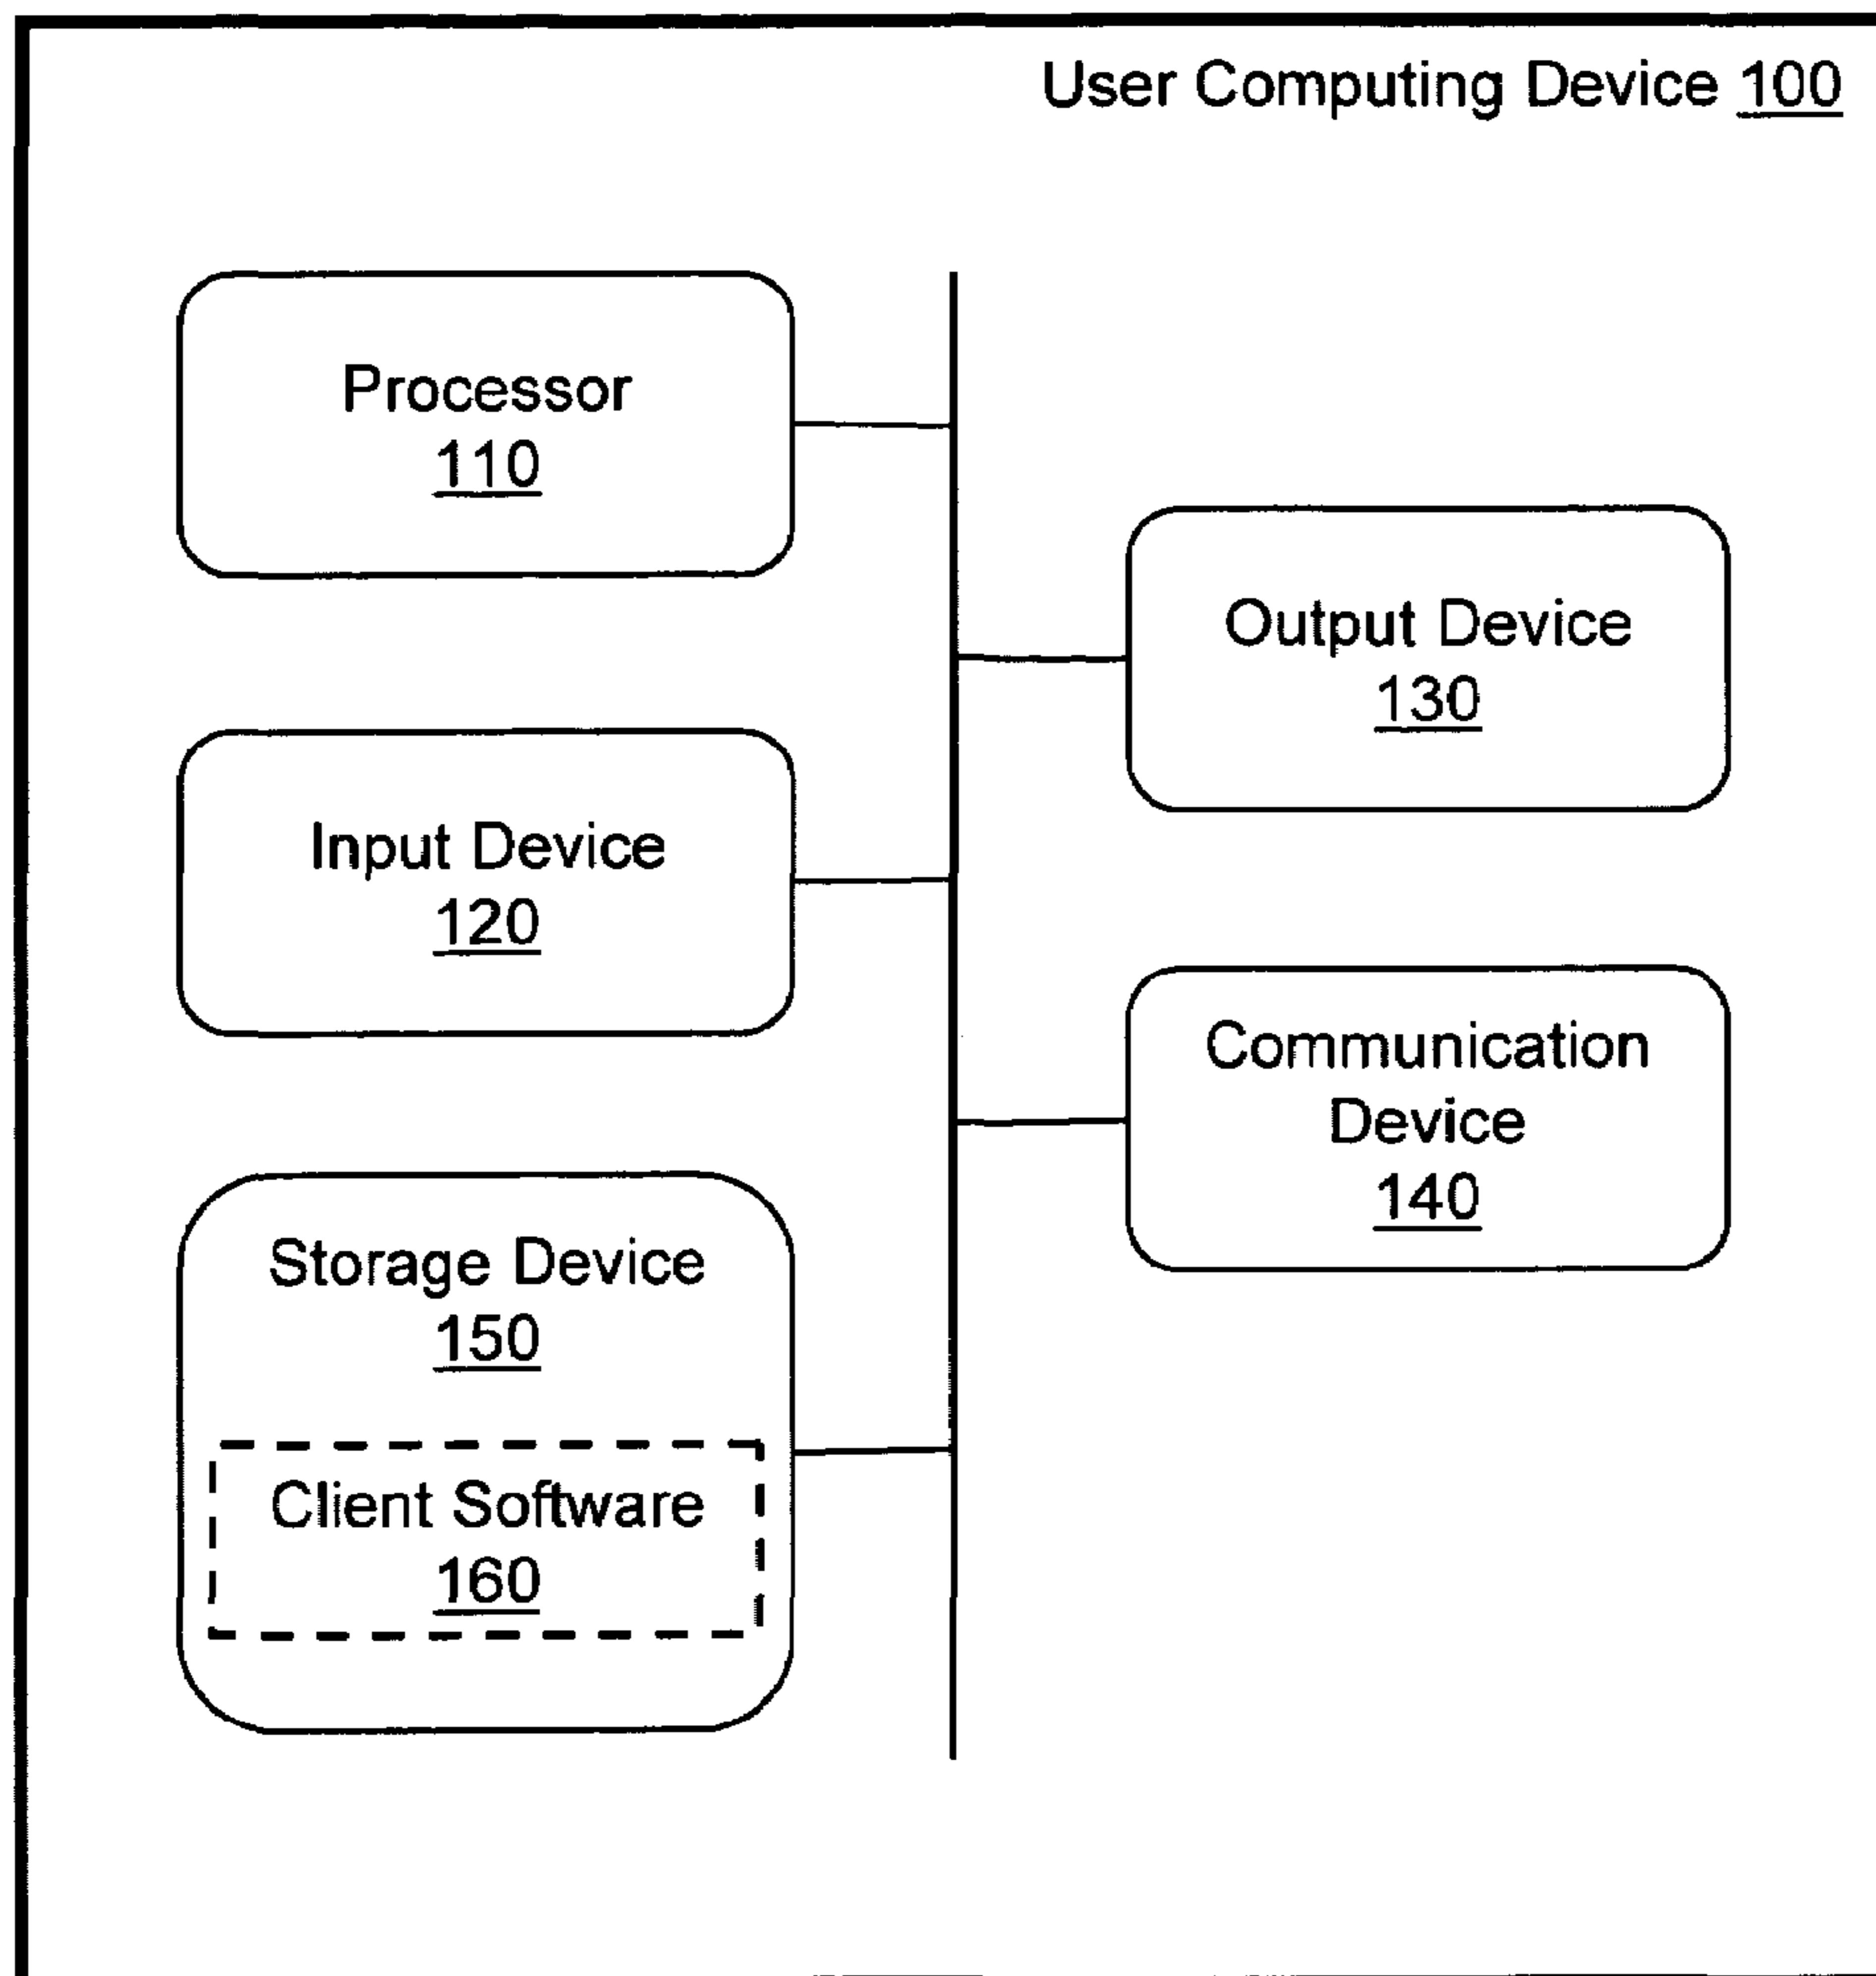 User Computing Device 100
Processor
110
Output Device
130
Input Device
120
Communication
Device
140
Storage Device
150
Client Software
160